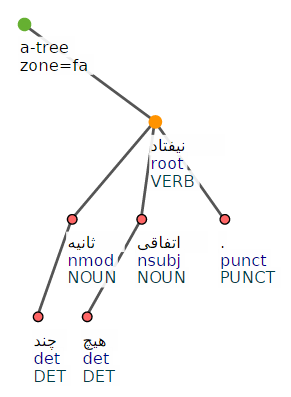 a-tree
zone=fa
نیفتاد
root
VERB
ثانیه
nmod
NOUN
اتفاقی
nsubj
NOUN
.
punct
PUNCT
چند
det
DET
هیچ
det
DET